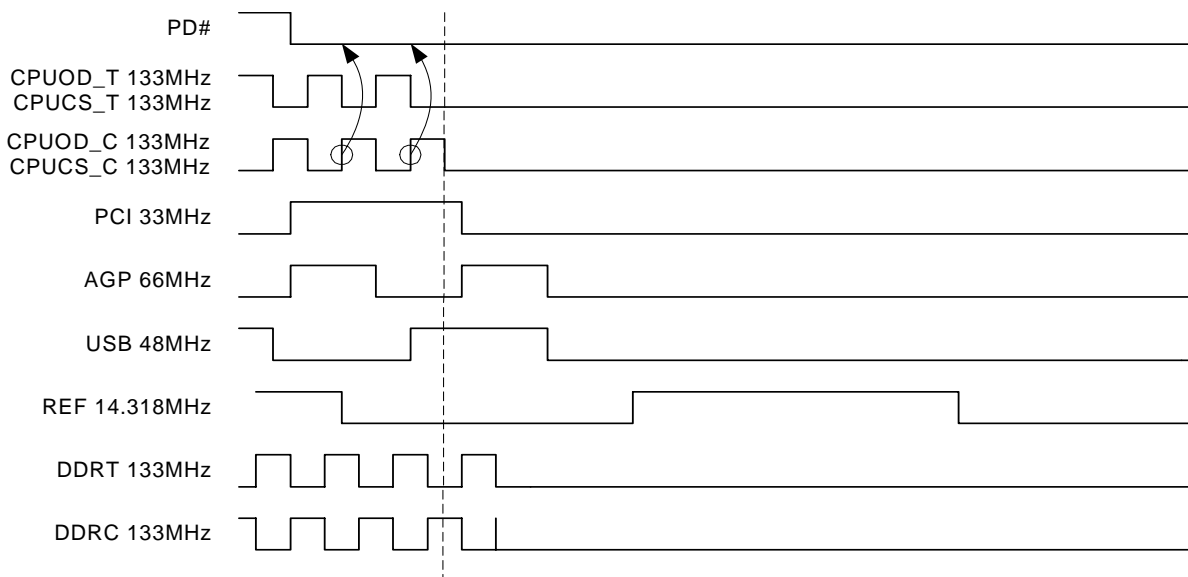 PD#
CPUOD_T 133MHz
CPUCS_T 133MHz
CPUOD_C 133MHz
CPUCS_C 133MHz
PCI 33MHz
AGP 66MHz
USB 48MHz
REF 14.318MHz
DDRT 133MHz
DDRC 133MHz